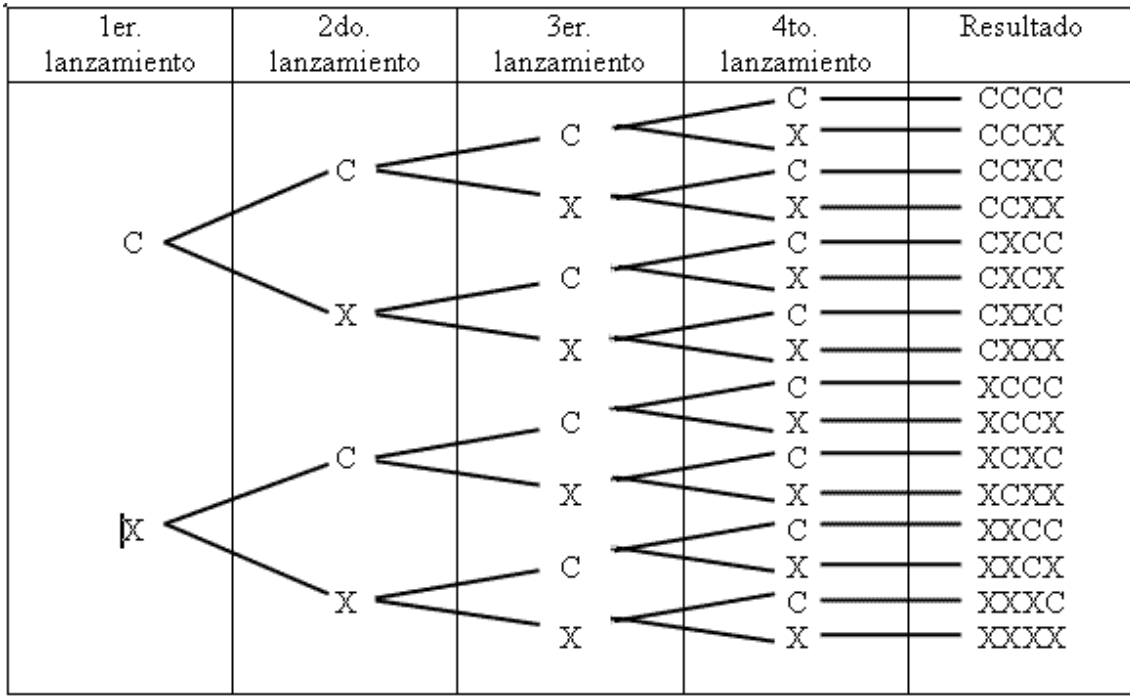 1er. lanzamiento
2do. lanzamiento
3er. lanzamiento
4to. lanzamiento
Resultado
C CCCC
C
X CCCX
C
C CCXC
X
X CCXX
C
C CXCC
C
X CXCX
X
C CXXC
X
X CXXX
C XCCC
C
X XCCX
C
C XCXC
X
X XCXX
X
C XXCC
C
X XXCX
X
C XXXC
X
X XXXX